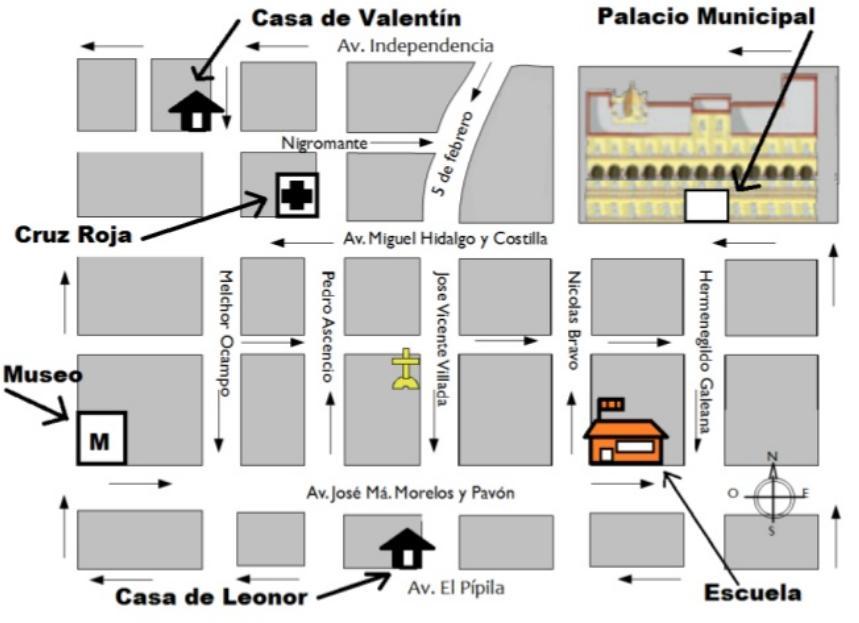 Casa de Valentín
Palacio Municipal
Av. Independencia
Nigromante
5 de febrero
Cruz Roja
Av. Miguel Hidalgo y Costilla
Melchor Ocampo
Pedro Ascencio
Jose Vicente Villada
Nicolas Bravo
Hermenegildo Galeana
Museo
M
N
O
E
S
Av. José Má. Morelos y Pavón
Casa de Leonor
Av. El Pípila
Escuela